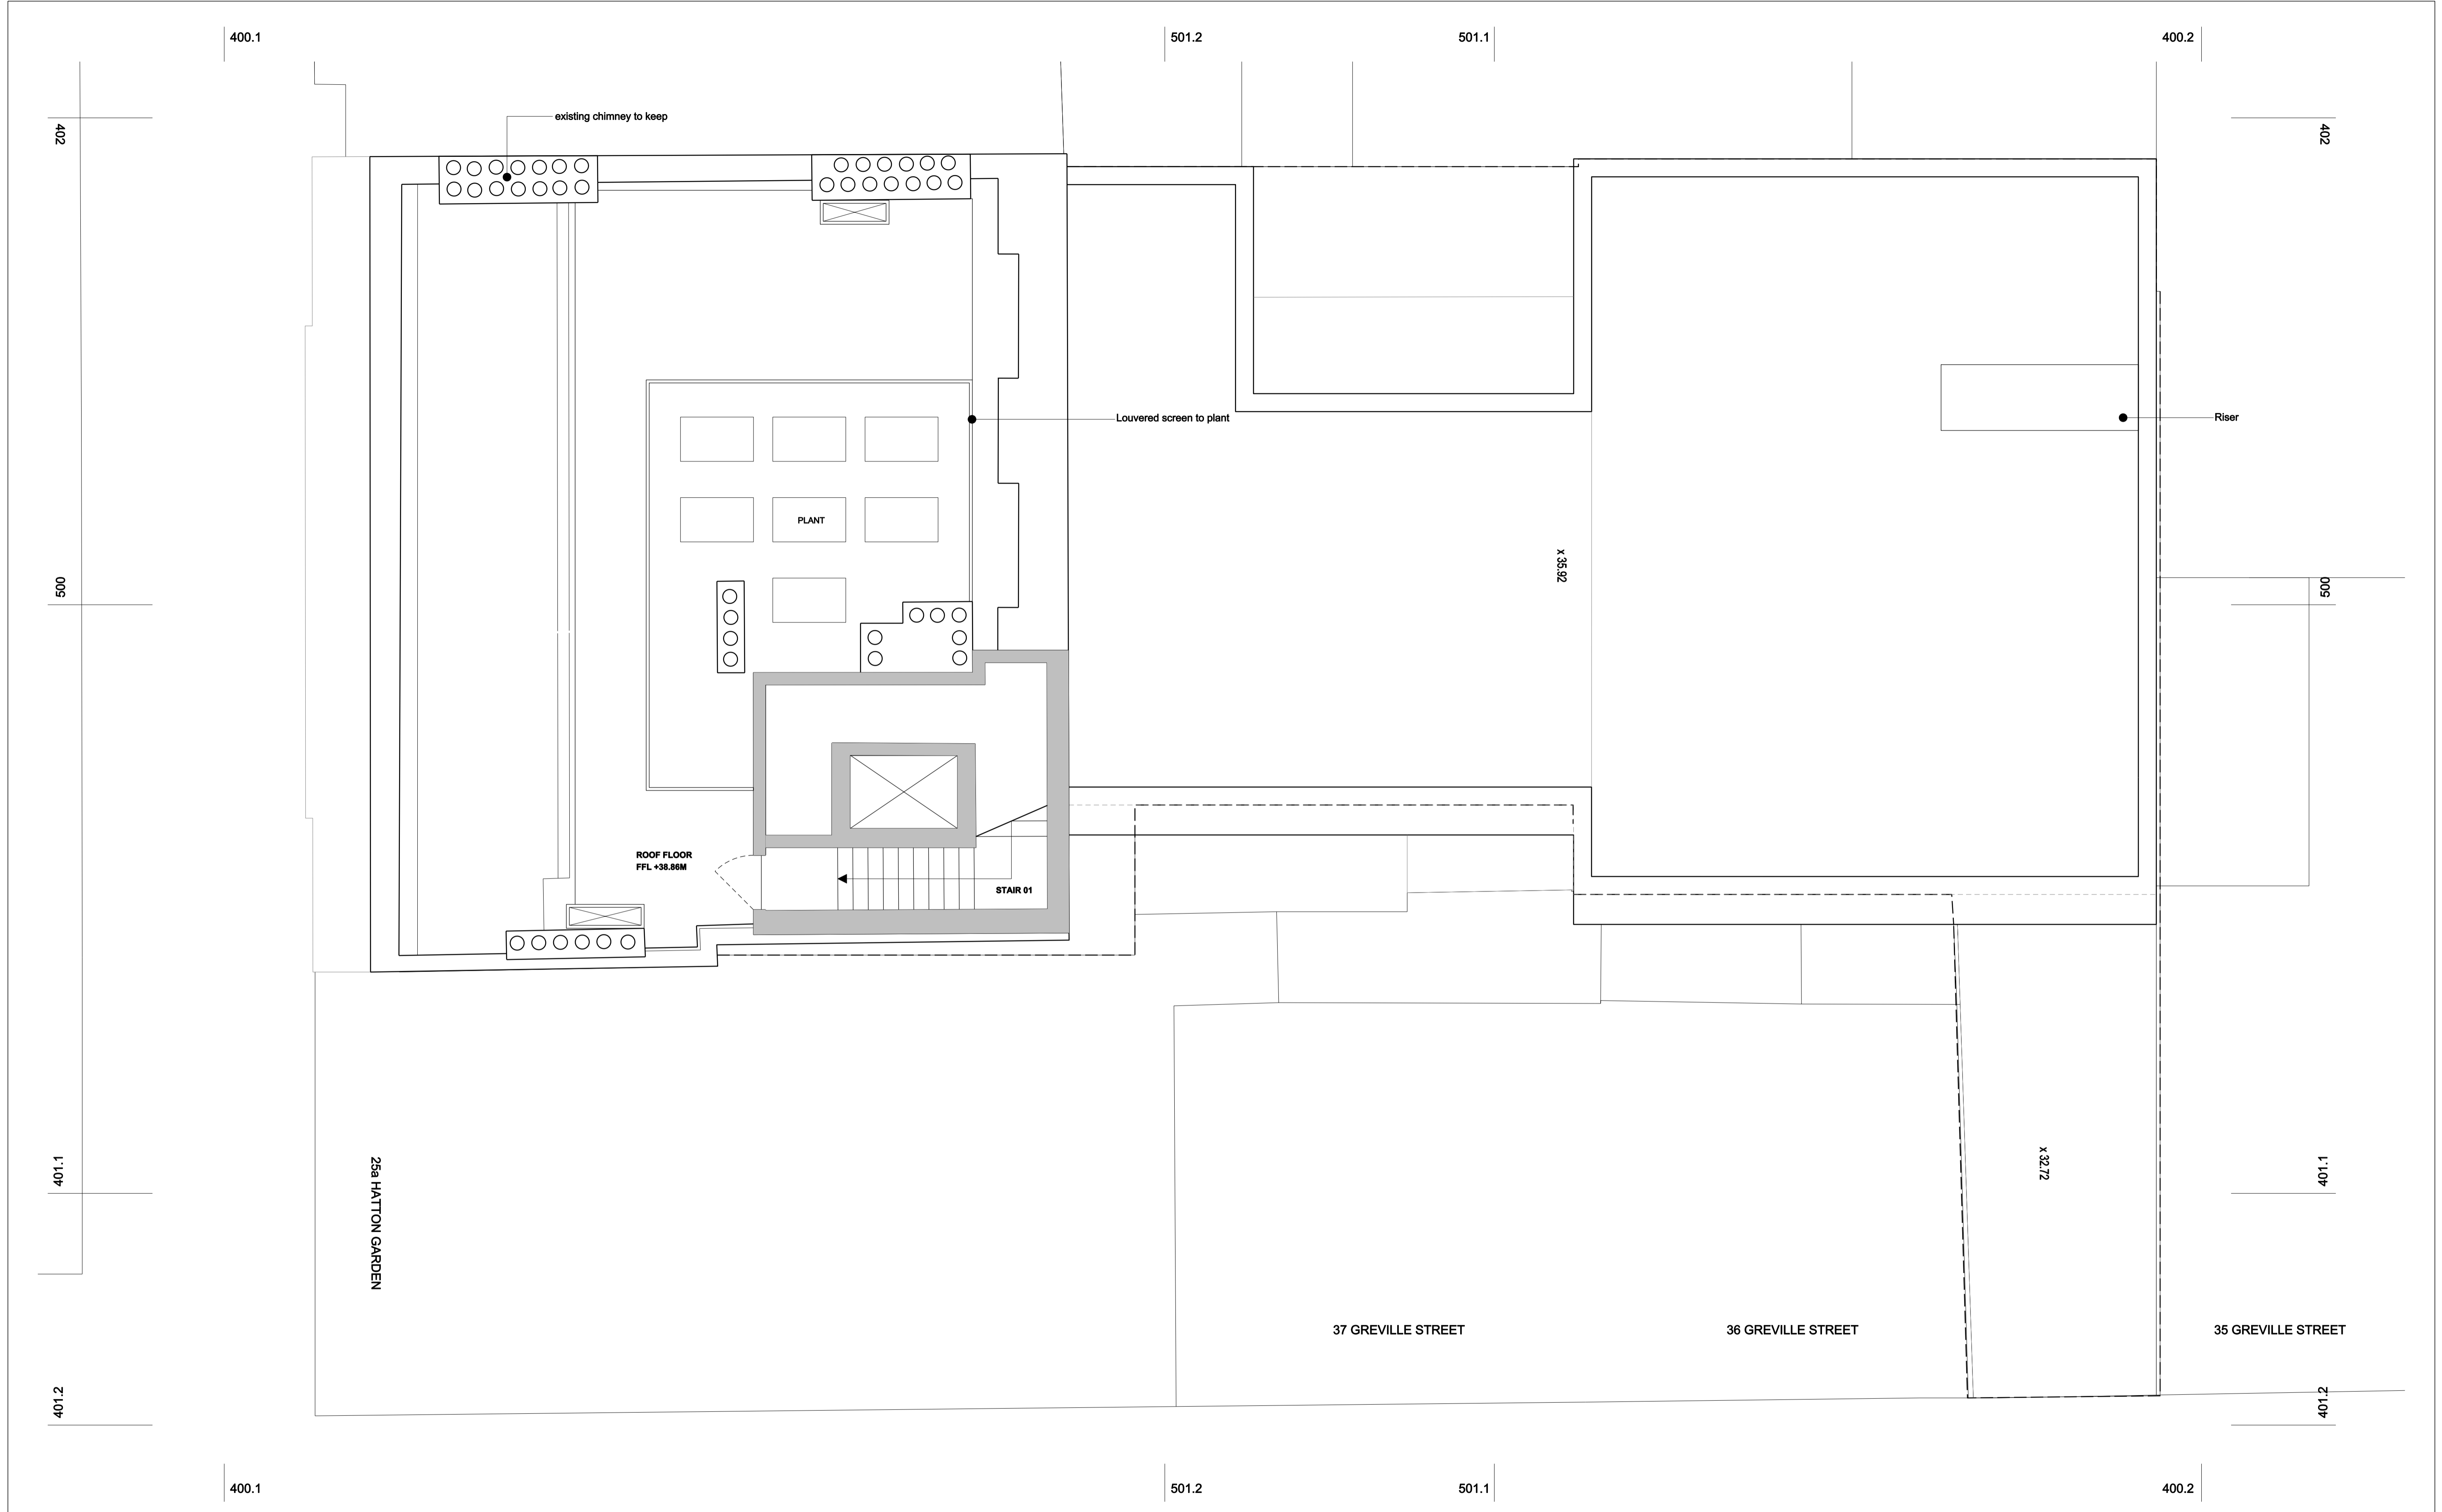 400.1
501.2
501.1
400.2
402
existing chimney to keep
402
Louvered screen to plant
Riser
PLANT
x 35.92
500
500
ROOF FLOOR
FFL +38.86M
STAIR 01
401.1
25a HATTON GARDEN
x 32.72
401.1
37 GREVILLE STREET
36 GREVILLE STREET
35 GREVILLE STREET
401.2
401.2
400.1
501.2
501.1
400.2